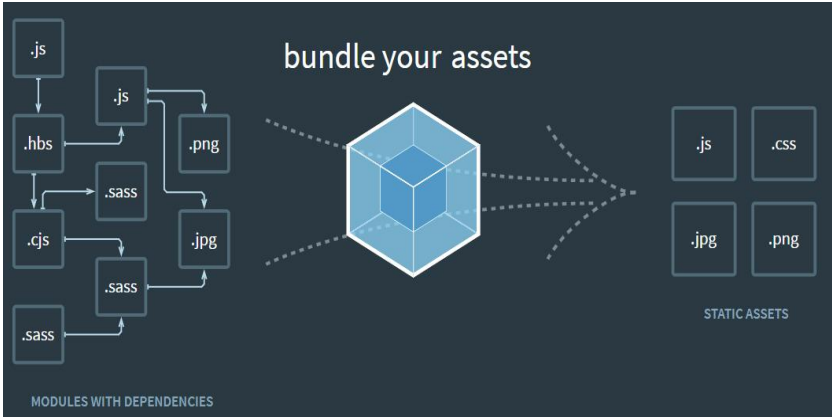 bundle your assets
.js
.js
.hbs
.png
.sass
.cjs
.jpg
.sass
.sass
MODULES WITH DEPENDENCIES
.js
.css
.jpg
.png
STATIC ASSETS